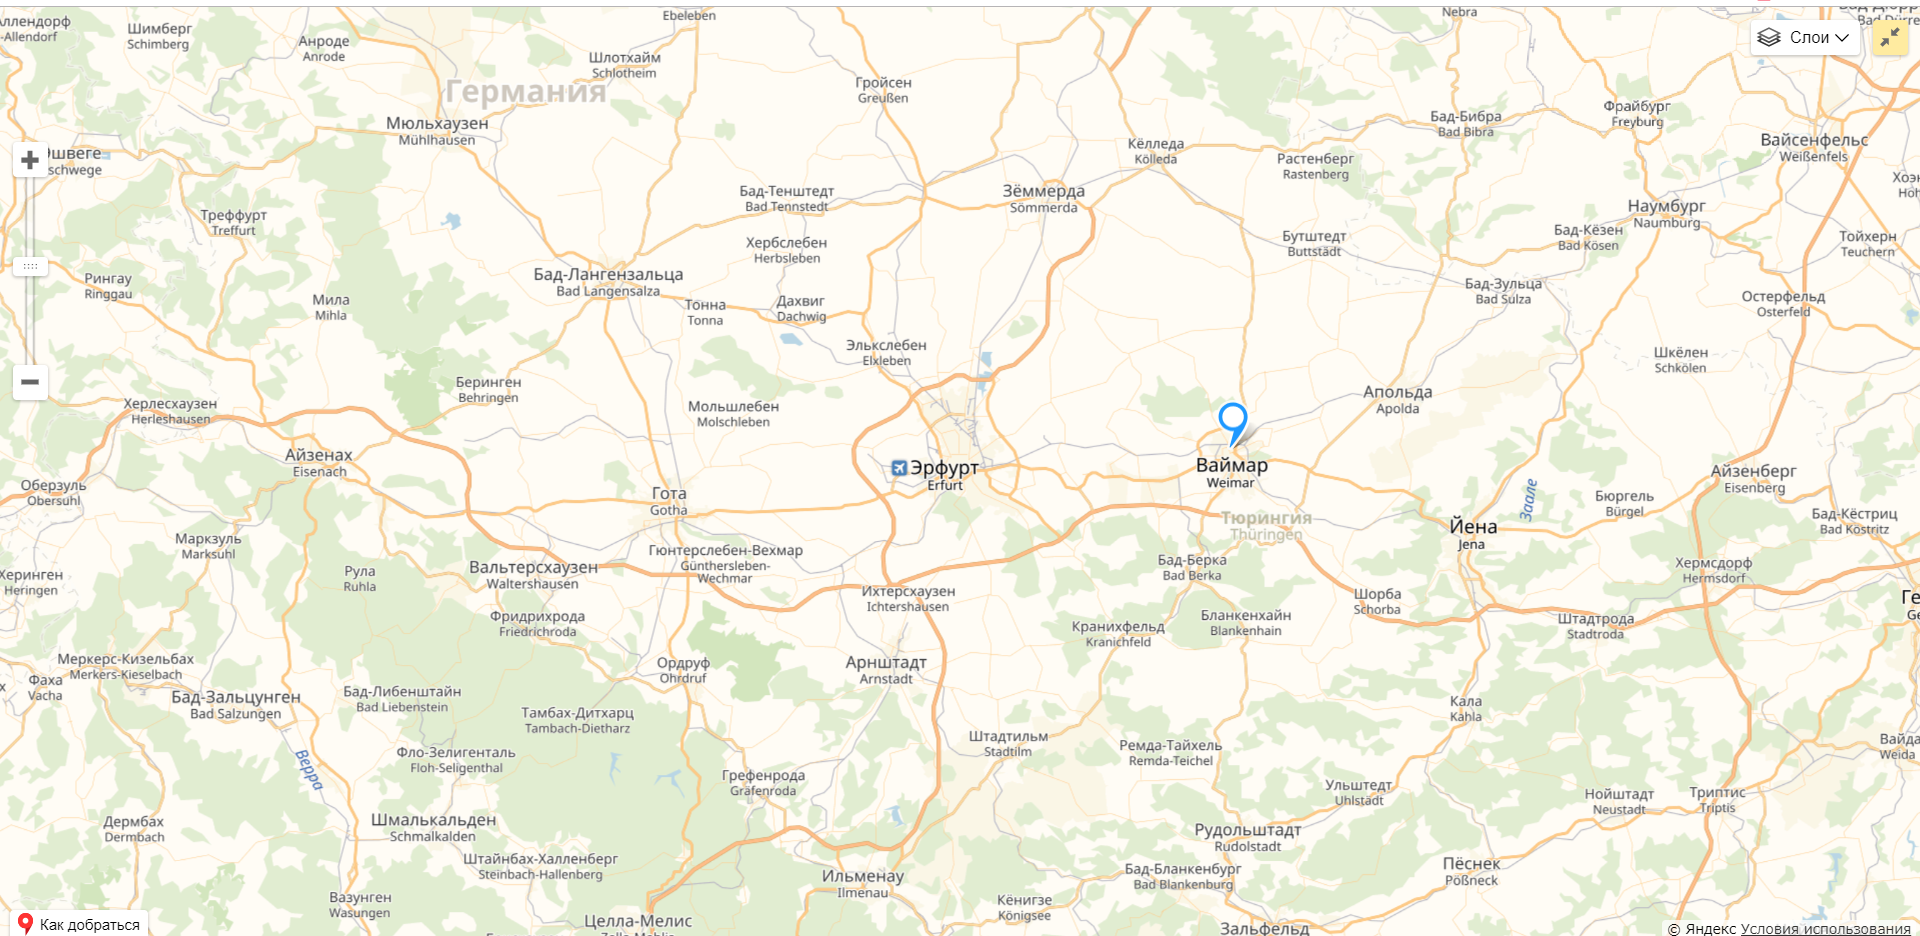 Ebeleben
Nebra
Шимберг
Schimberg
Анроде
Anrode
Шлотхайм
Schlotheim
Германия
Гройсен
Greußen
Слои
Мюльхаузен
Mühlhausen
Кёлледа
Kölleda
Растенберг
Rastenberg
Бад-Бибра
Bad Bibra
Фрайбург
Freyburg
Вайсенфельс
Weißenfels
Эшвеге
schwege
Треффурт
Treffurt
Бад-Тенштедт
Bad Tennstedt
Зёммерда
Sömmerda
Наумбург
Naumburg
Хербслебен
Herbsleben
Бутштедт
Buttstädt
Бад-Кёзен
Bad Kösen
Тойхерн
Teuchern
Рингау
Ringgau
Мила
Mihla
Бад-Лангензальца
Bad Langensalza
Тонна
Tonna
Дахвиг
Dachwig
Бад-Зульца
Bad Sulza
Остерфельд
Osterfeld
Элькслебен
Elxleben
Шкёлен
Schkölen
Херлесхаузен
Herleshausen
Беринген
Behringen
Мольшлебен
Molschleben
Апольда
Apolda
Айзенах
Eisenach
Эрфурт
Erfurt
Ваймар
Weimar
Айзенберг
Eisenberg
Оберзуль
Obersuhl
Гота
Gotha
Заале
Бюргель
Bürgel
Тюрингия
Thüringen
Йена
Jena
Бад-Кёстриц
Bad Köstritz
Марксуль
Marksuhl
Рула
Ruhla
Вальтерсхаузен
Waltershausen
Гюнтерслебен-Вехмар
Günthersleben-
Wechmar
Бад-Берка
Bad Berka
Хермсдорф
Hermsdorf
Херинген
Heringen
Ихтерсхаузен
Ichtershausen
Шорба
Schorba
Ге
Ge
Фридрихрода
Friedrichroda
Кранихфельд
Kranichfeld
Бланкенхайн
Blankenhain
Штадтрода
Stadtroda
Меркерс-Кизельбах
Merkers-Kieselbach
Фаха
Vacha
Ордруф
Ohrdruf
Арнштадт
Arnstadt
Бад-Зальцунген
Bad Salzungen
Бад-Либенштайн
Bad Liebenstein
Тамбах-Дитхарц
Tambach-Dietharz
Кала
Kahla
Верра
Фло-Зелигенталь
Floh-Seligenthal
Штадтильм
Stadtilm
Ремда-Тайхель
Remda-Teichel
Вайда
Weida
Грефенрода
Gräfenroda
Ульштедт
Uhlstädt
Нойштадт
Neustadt
Триптис
Triptis
Дермбах
Dermbach
Шмалькальден
Schmalkalden
Рудольштадт
Rudolstadt
Штайнбах-Халленберг
Steinbach-Hallenberg
Ильменау
Ilmenau
Бад-Бланкенбург
Bad Blankenburg
Пёснек
Pößneck
Вазунген
Wasungen
Кёнигзе
Königsee
Целла-Мелис
Зальфельд
Как добраться
© Яндекс Условия использования